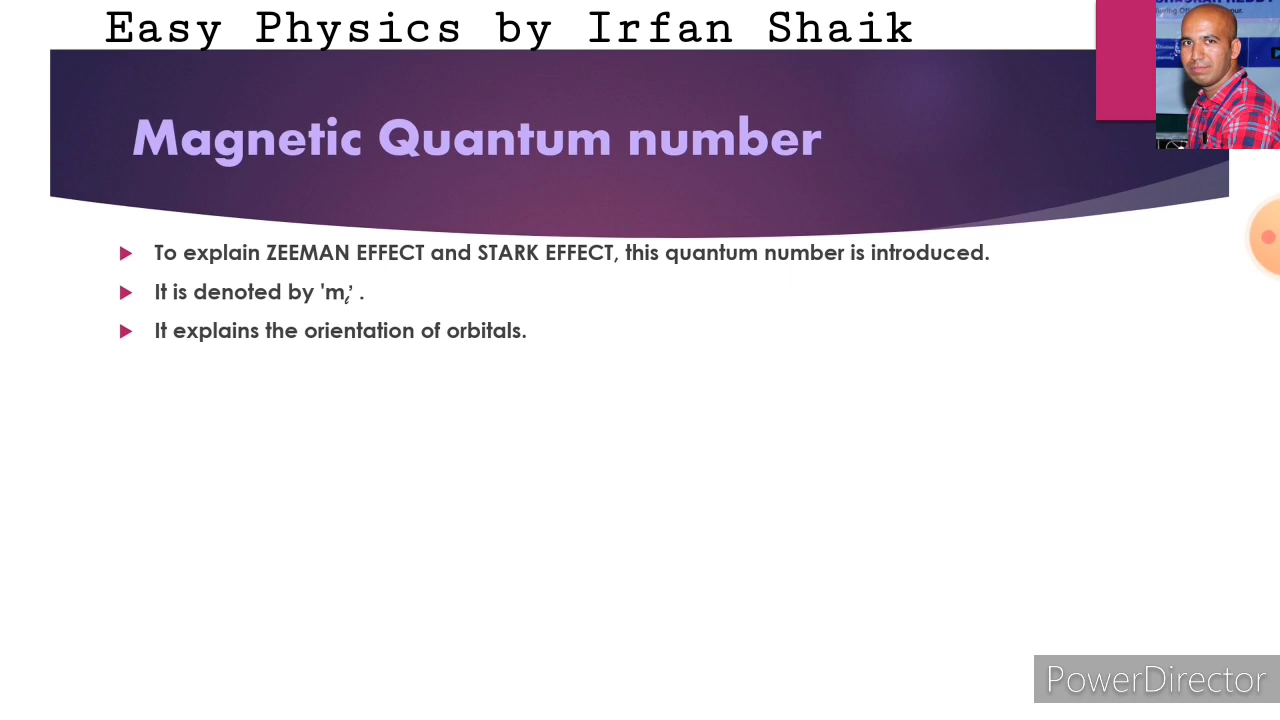 Easy Physics by Irfan Shaik
Magnetic Quantum number
To explain ZEEMAN EFFECT and STARK EFFECT, this quantum number is introduced.
It is denoted by 'mₗ’ .
It explains the orientation of orbitals.
PowerDirector